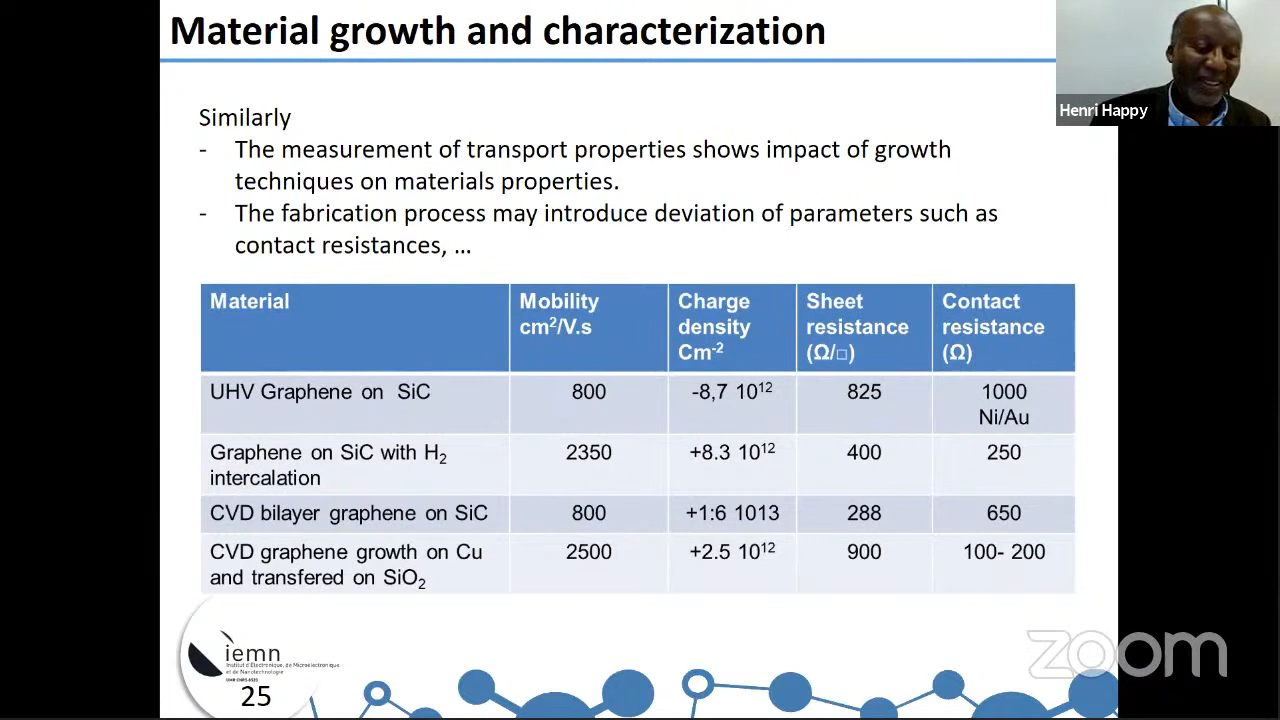 Material growth and characterization
Henri Happy
Similarly
- The measurement of transport properties shows impact of growth
techniques on materials properties.
- The fabrication process may introduce deviation of parameters such as
contact resistances, ...
Material
Mobility
cm²/V.s
Charge
density
Cm⁻²
Sheet
resistance
(Ω/□)
Contact
resistance
(Ω)
UHV Graphene on SiC
800
-8,7 10¹²
825
1000
Ni/Au
Graphene on SiC with H₂
intercalation
2350
+8.3 10¹²
400
250
CVD bilayer graphene on SiC
800
+1:6 1013
288
650
CVD graphene growth on Cu
and transfered on SiO₂
2500
+2.5 10¹²
900
100- 200
iemn
Institut d'Electronique, de Microélectronique
et de Nanotechnologie
UMR CNRS 8520
25
zoom